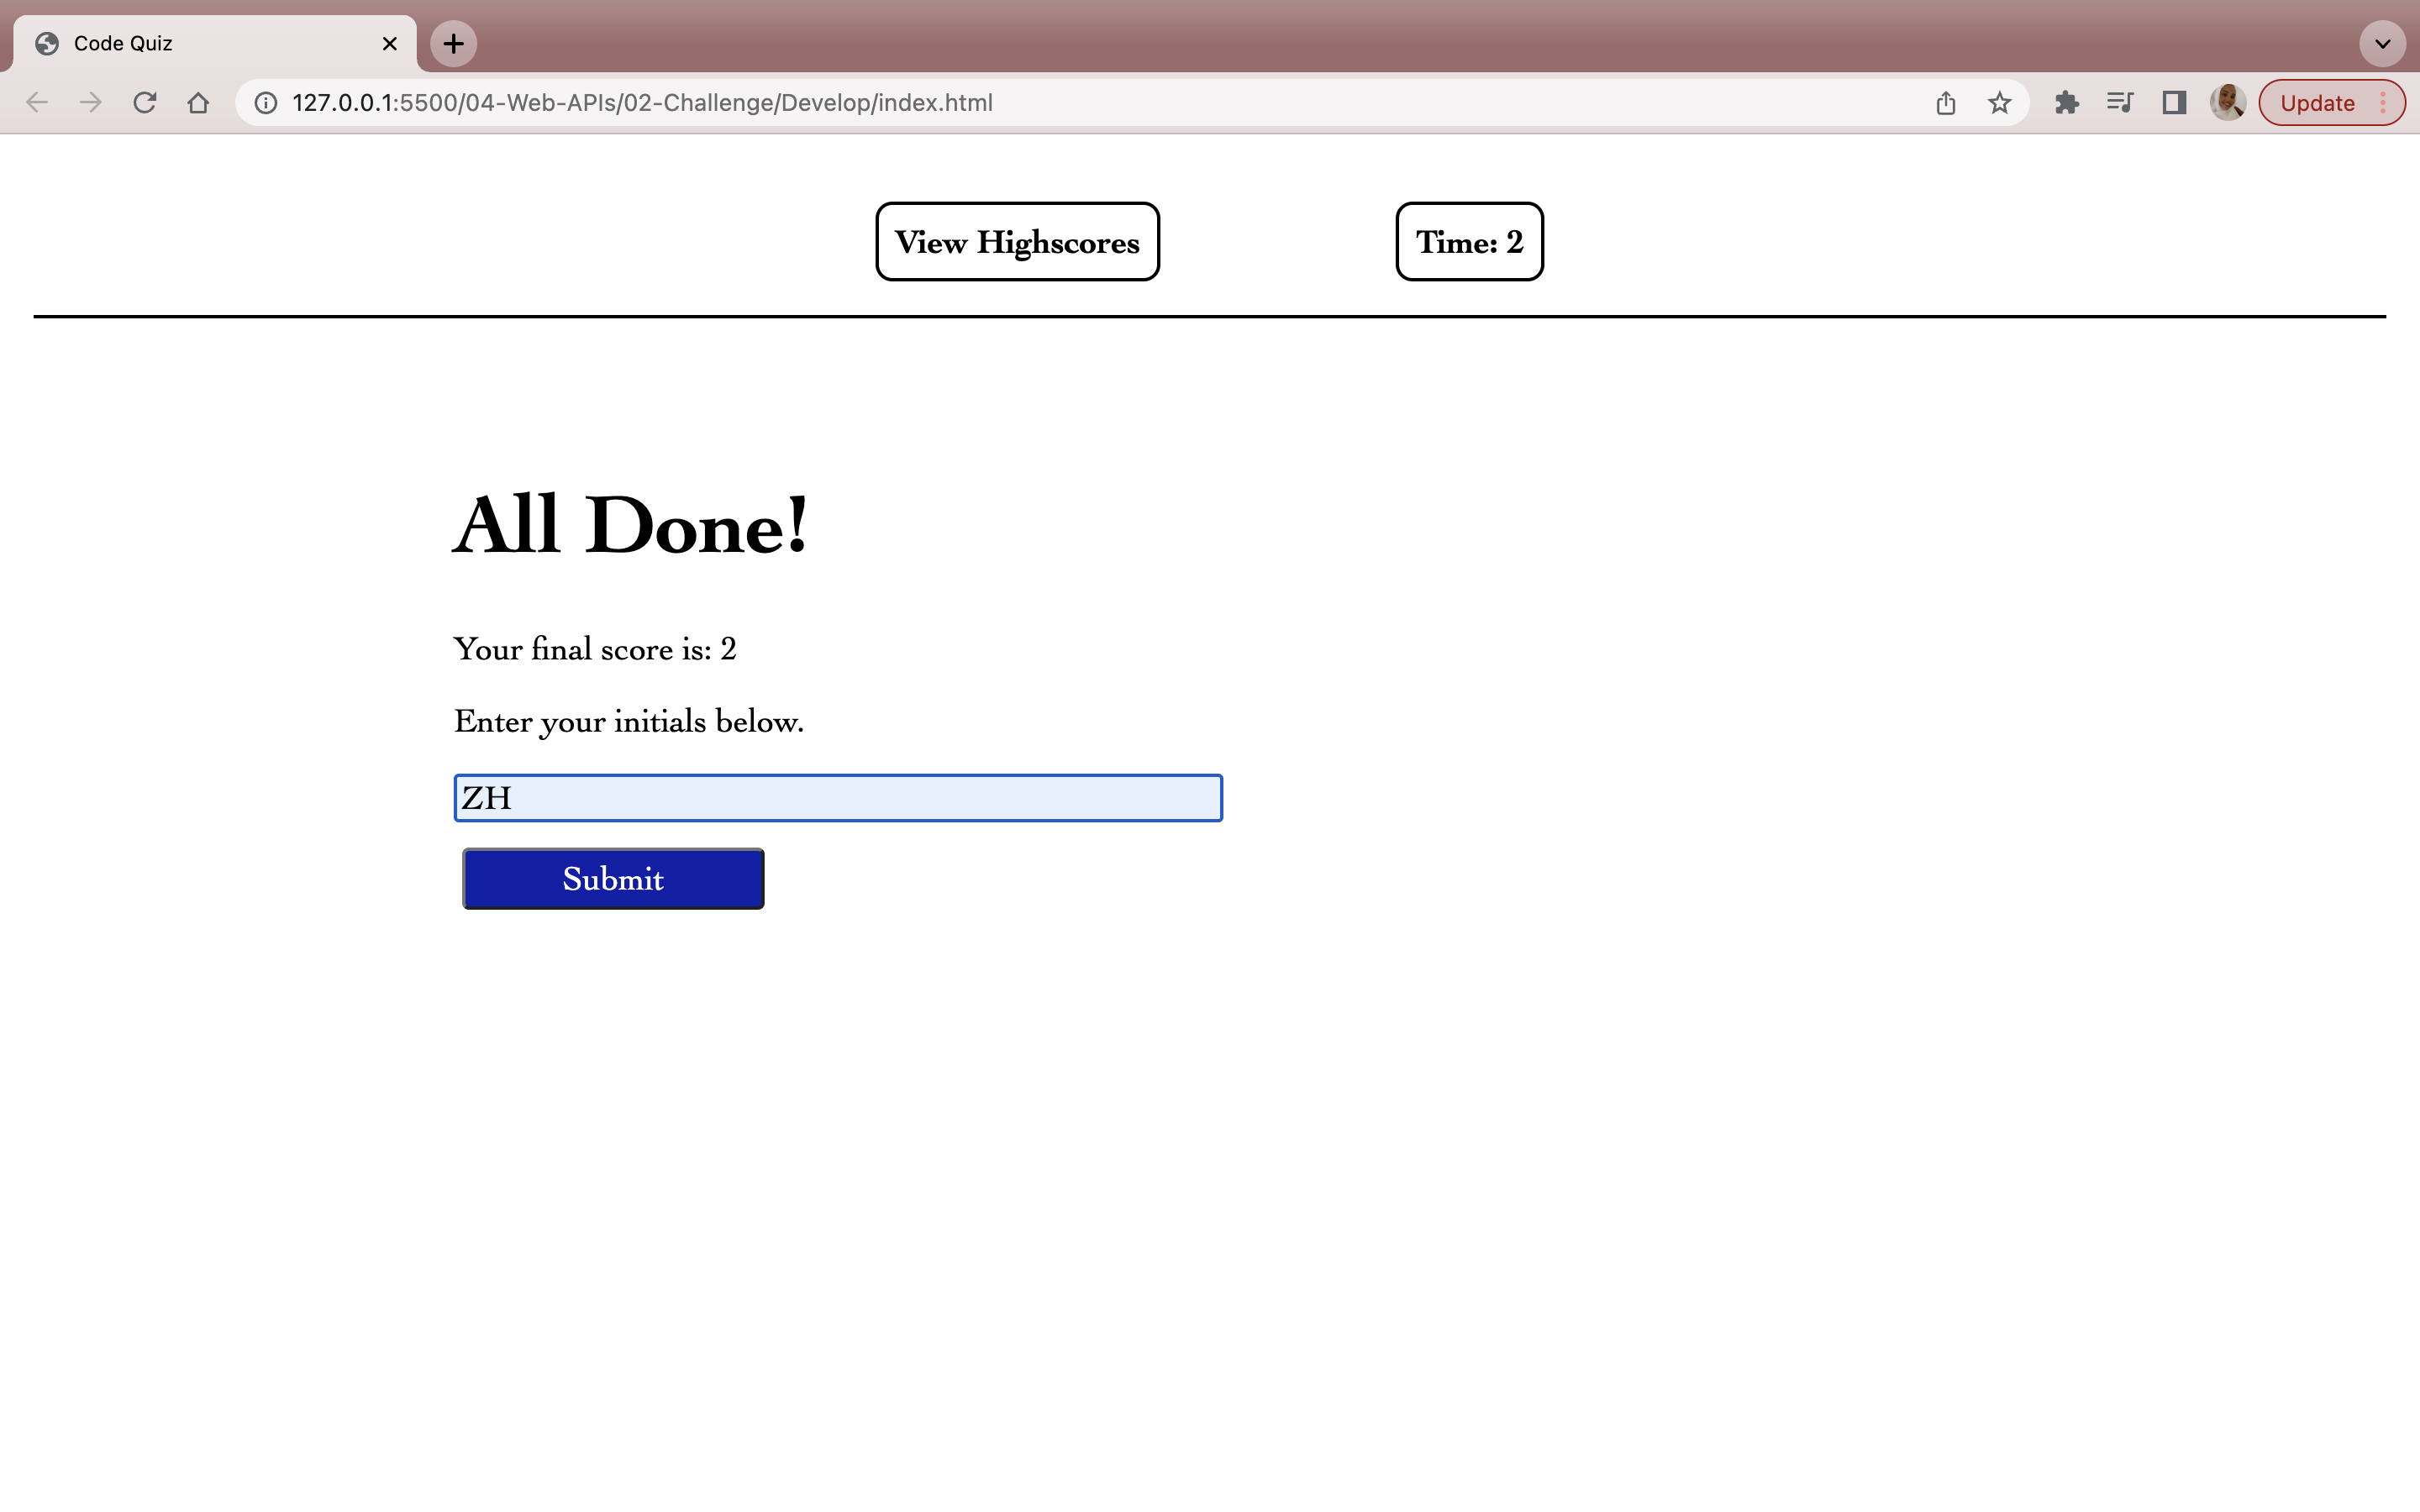 Code Quiz
127.0.0.1:5500/04-Web-APIs/02-Challenge/Develop/index.html
Update
View Highscores
Time: 2
All Done!
Your final score is: 2
Enter your initials below.
ZH
Submit